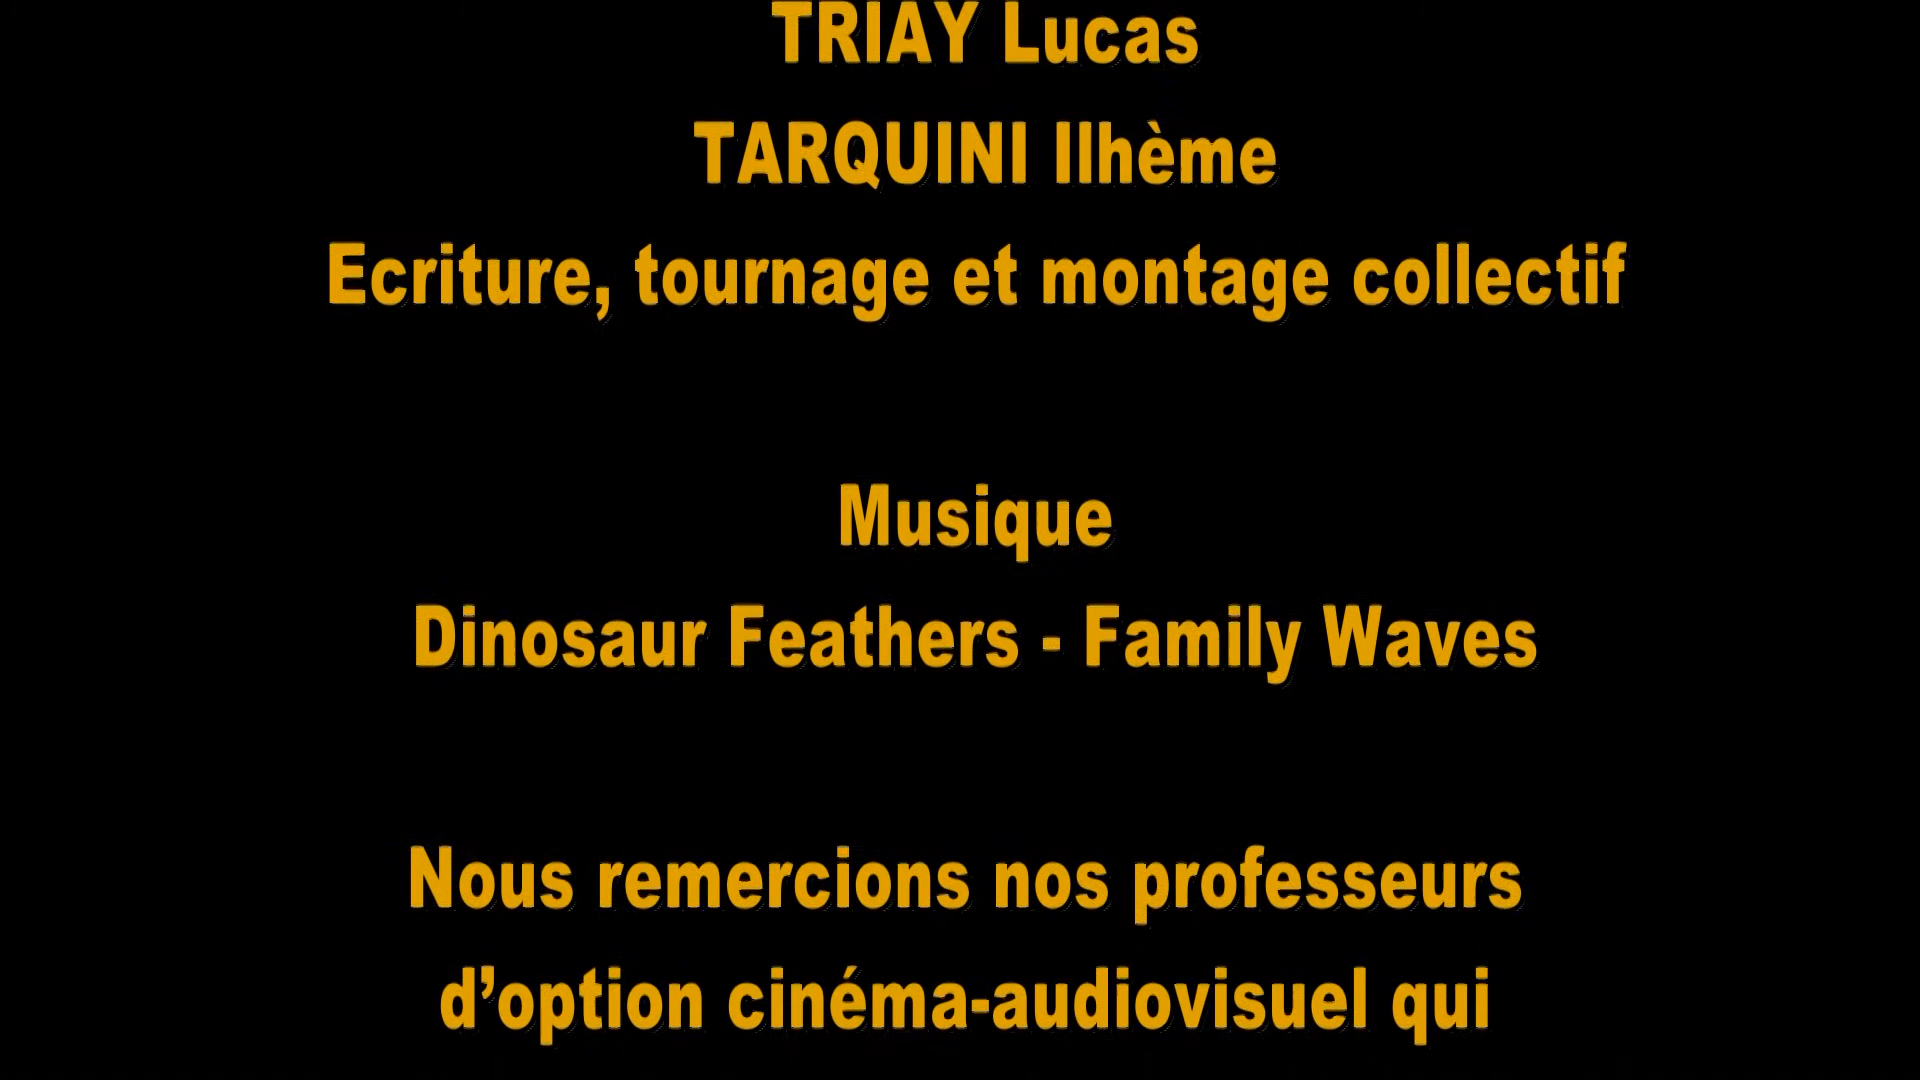 TRIAY Lucas
TARQUINI Ilhème
Ecriture, tournage et montage collectif
Musique
Dinosaur Feathers - Family Waves
Nous remercions nos professeurs
d’option cinéma-audiovisuel qui